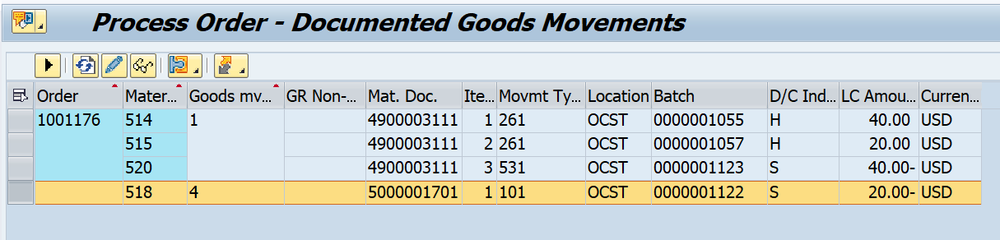 Process Order - Documented Goods Movements
Order Mater... Goods mv... GR Non-... Mat. Doc. Ite... Movmt Ty... Location Batch D/C Ind... LC Amou... Curren...
1001176 514 1 4900003111 1 261 OCST 0000001055 H 40.00 USD
515 4900003111 2 261 OCST 0000001057 H 20.00 USD
520 4900003111 3 531 OCST 0000001123 S 40.00- USD
518 4 5000001701 1 101 OCST 0000001122 S 20.00- USD